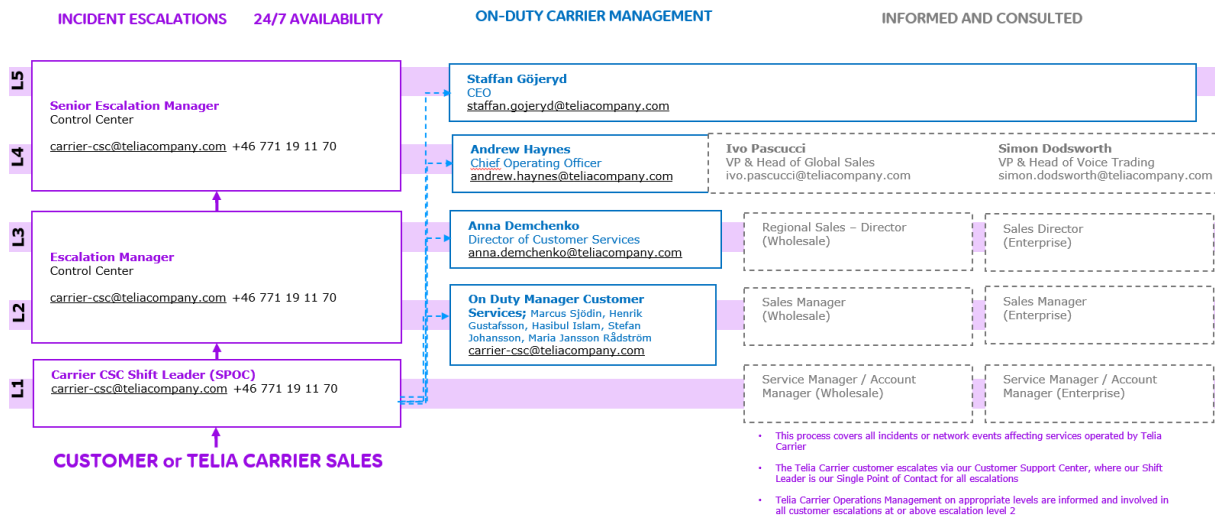 INCIDENT ESCALATIONS 24/7 AVAILABILITY
ON-DUTY CARRIER MANAGEMENT
INFORMED AND CONSULTED
L5
L4
L3
L2
L1
Senior Escalation Manager
Control Center
carrier-csc@teliacompany.com +46 771 19 11 70
Escalation Manager
Control Center
carrier-csc@teliacompany.com +46 771 19 11 70
Carrier CSC Shift Leader (SPOC)
carrier-csc@teliacompany.com +46 771 19 11 70
CUSTOMER or TELIA CARRIER SALES
Staffan Göjeryd
CEO
staffan.gojeryd@teliacompany.com
Andrew Haynes
Chief Operating Officer
andrew.haynes@teliacompany.com
Anna Demchenko
Director of Customer Services
anna.demchenko@teliacompany.com
On Duty Manager Customer
Services; Marcus Sjödin, Henrik
Gustafsson, Hasibul Islam, Stefan
Johansson, Maria Jansson Rådström
carrier-csc@teliacompany.com
Ivo Pascucci
VP & Head of Global Sales
ivo.pascucci@teliacompany.com
Simon Dodsworth
VP & Head of Voice Trading
simon.dodsworth@teliacompany.com
Regional Sales – Director
(Wholesale)
Sales Director
(Enterprise)
Sales Manager
(Wholesale)
Sales Manager
(Enterprise)
Service Manager / Account
Manager (Wholesale)
Service Manager / Account
Manager (Enterprise)
• This process covers all incidents or network events affecting services operated by Telia
Carrier
• The Telia Carrier customer escalates via our Customer Support Center, where our Shift
Leader is our Single Point of Contact for all escalations
• Telia Carrier Operations Management on appropriate levels are informed and involved in
all customer escalations at or above escalation level 2